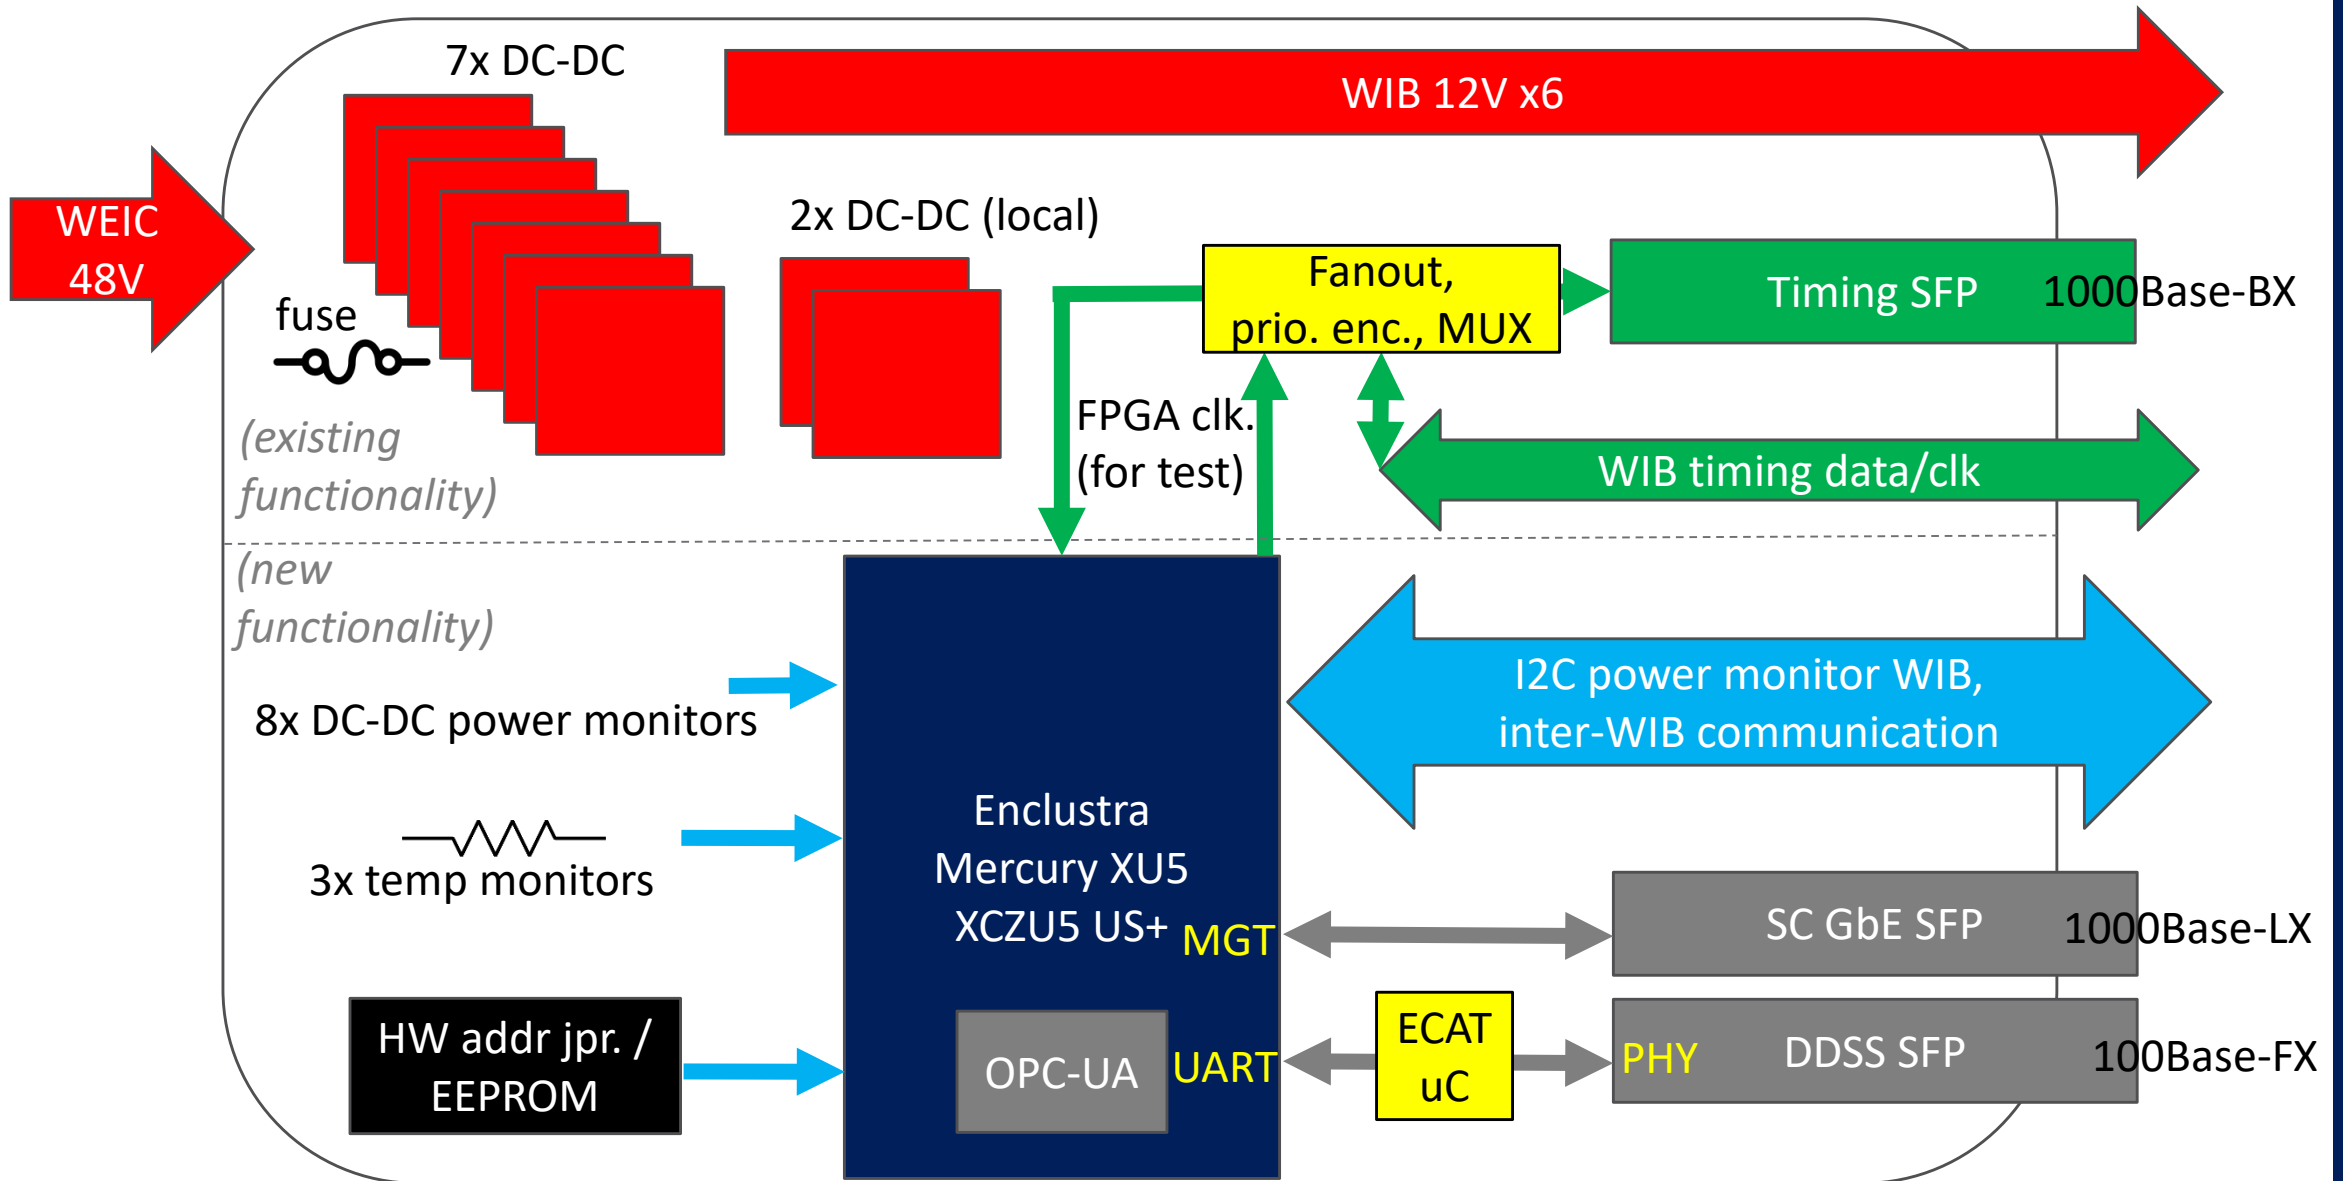 7x DC-DC
WIB 12V x6
WEIC
48V
2x DC-DC (local)
fuse
Fanout,
prio. enc., MUX
Timing SFP
1000Base-BX
FPGA clk.
(for test)
WIB timing data/clk
(existing
functionality)
(new
functionality)
8x DC-DC power monitors
I2C power monitor WIB,
inter-WIB communication
3x temp monitors
Enclustra
Mercury XU5
XCZU5 US+
MGT
SC GbE SFP
1000Base-LX
HW addr jpr. /
EEPROM
OPC-UA
UART
ECAT
uC
PHY
DDSS SFP
100Base-FX